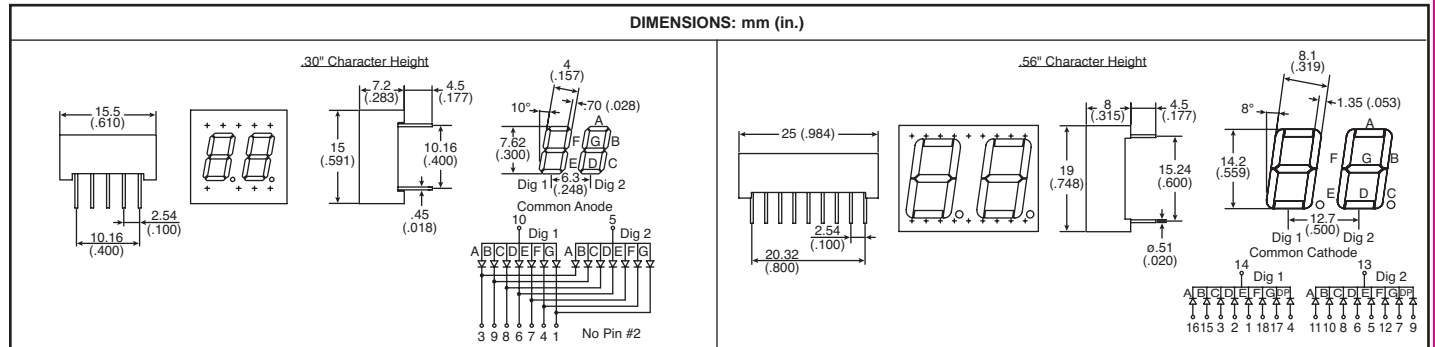 DIMENSIONS: mm (in.)
.30" Character Height
15.5
(.610)
10.16
(.400)
2.54
(.100)
7.2
(.283)
4.5
(.177)
15
(.591)
10.16
(.400)
.45
(.018)
4
(.157)
10°
.70 (.028)
7.62
(.300)
A
F G B
E D C
6.3
(.248)
Dig 1 Dig 2
Common Anode
10 5
Dig 1 Dig 2
A B C D E F G A B C D E F G
3 9 8 6 7 4 1
No Pin #2
.56" Character Height
25 (.984)
2.54
(.100)
20.32
(.800)
8
(.315)
4.5
(.177)
19
(.748)
15.24
(.600)
ø.51
(.020)
8.1
(.319)
8°
1.35 (.053)
14.2
(.559)
A
F G B
E D C
12.7
(.500)
Dig 1 Dig 2
Common Cathode
14 13
Dig 1 Dig 2
A B C D E F G DP A B C D E F G DP
16 15 3 2 1 18 17 4 11 10 8 6 5 12 7 9